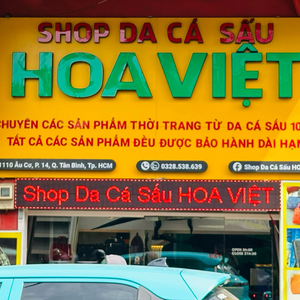 SHOP DA CÁ SẤU
HOA VIỆT
CHUYÊN CÁC SẢN PHẨM THỜI TRANG TỪ DA CÁ SẤU 10
TẤT CẢ CÁC SẢN PHẨM ĐỀU ĐƯỢC BẢO HÀNH DÀI HẠN
1110 Âu Cơ, P. 14, Q. Tân Bình, Tp. HCM
0328.538.639
Shop Da Cá Sấu HOA
Shop Da Cá Sấu HOA VIỆT